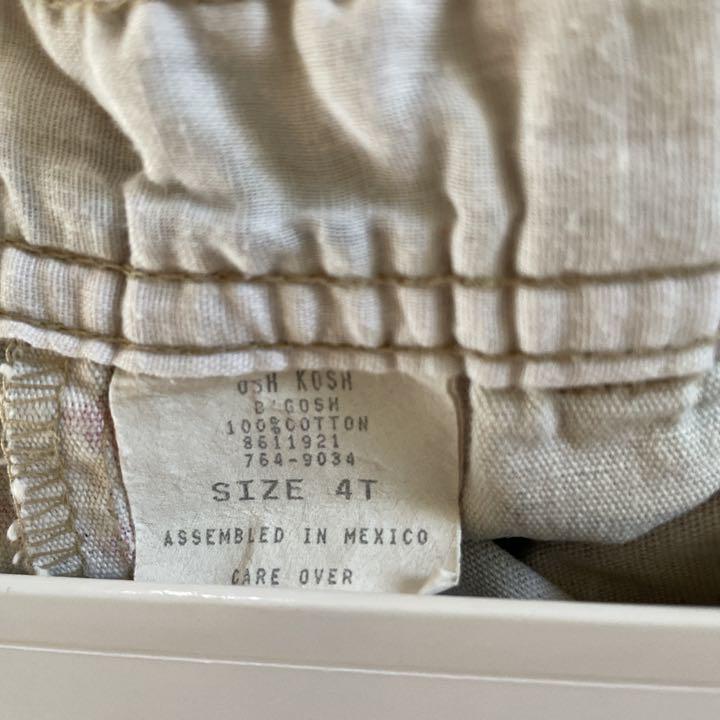 OSH KOSH
B'GOSH
100%COTTON
8611921
764-9034
SIZE 4T
ASSEMBLED IN MEXICO
CARE OVER